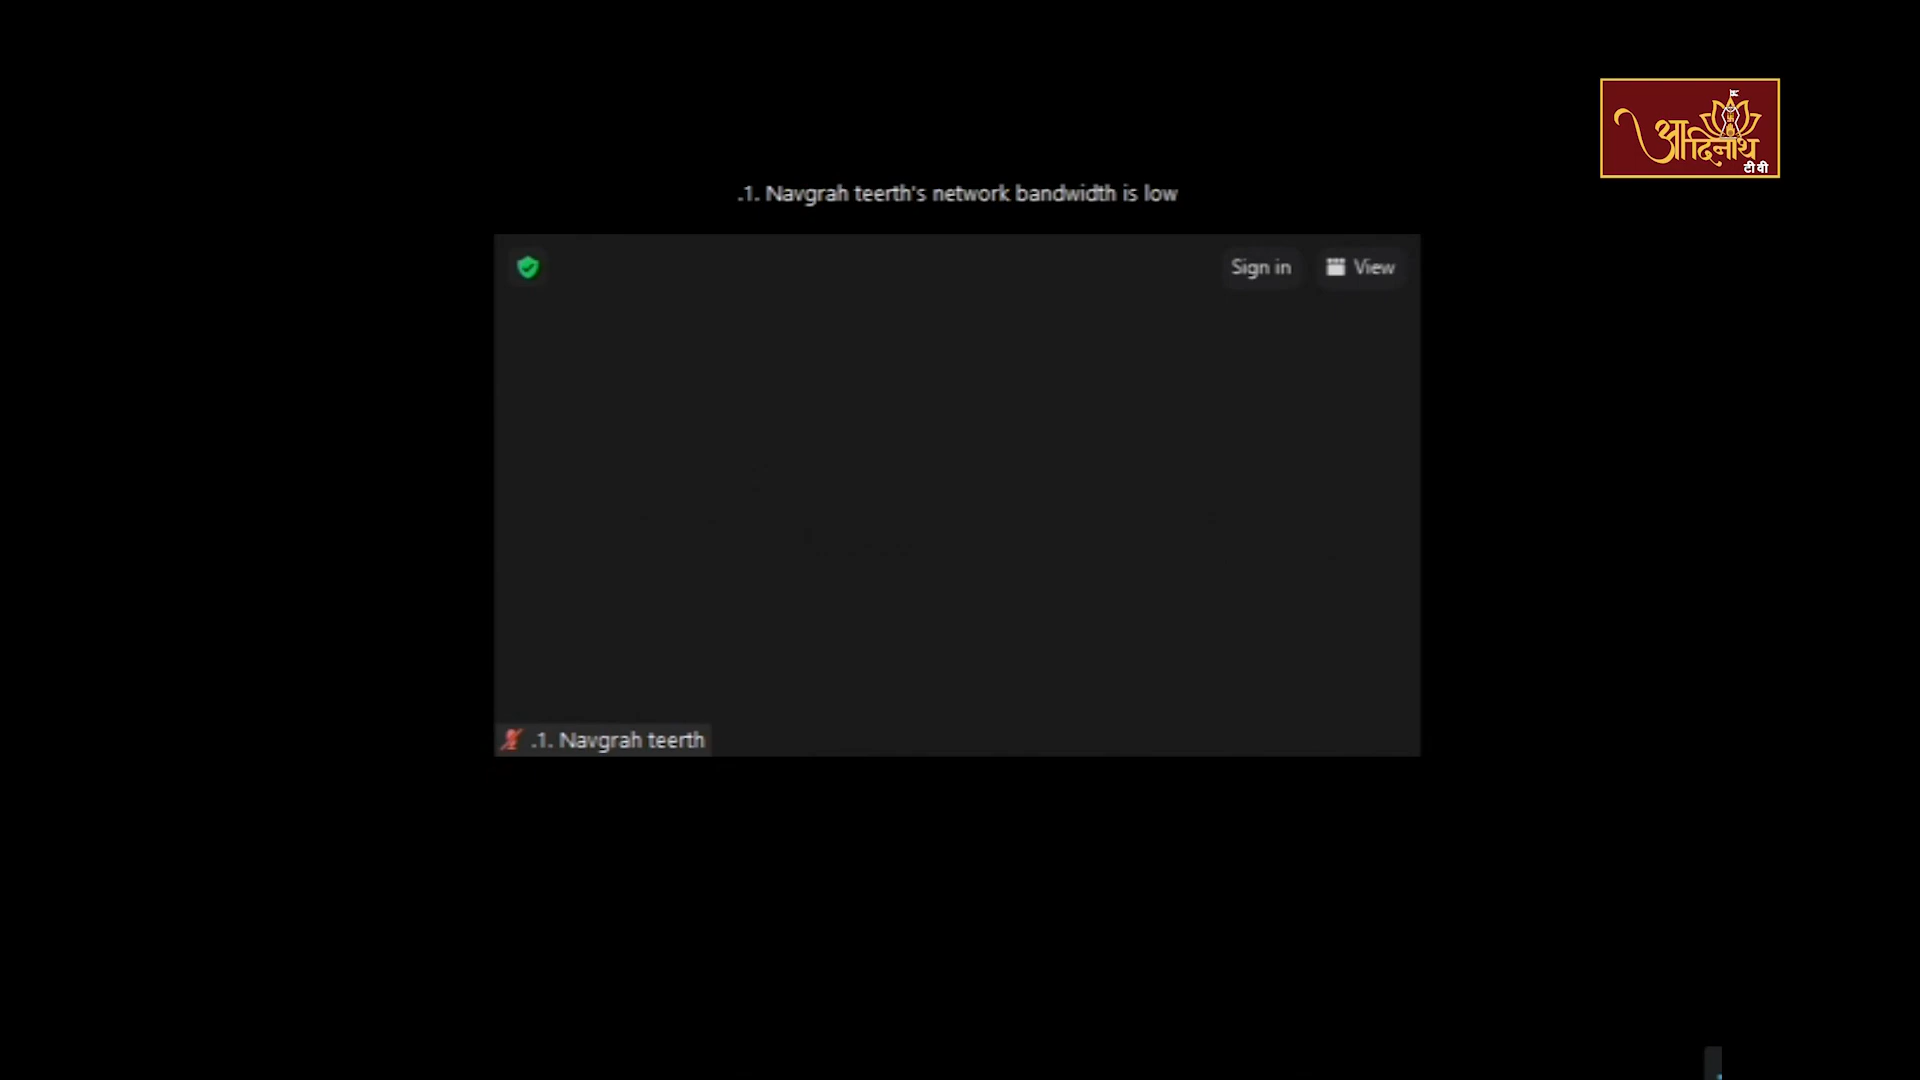 आदिनाथ
टी वी
.1. Navgrah teerth's network bandwidth is low
Sign in
View
.1. Navgrah teerth